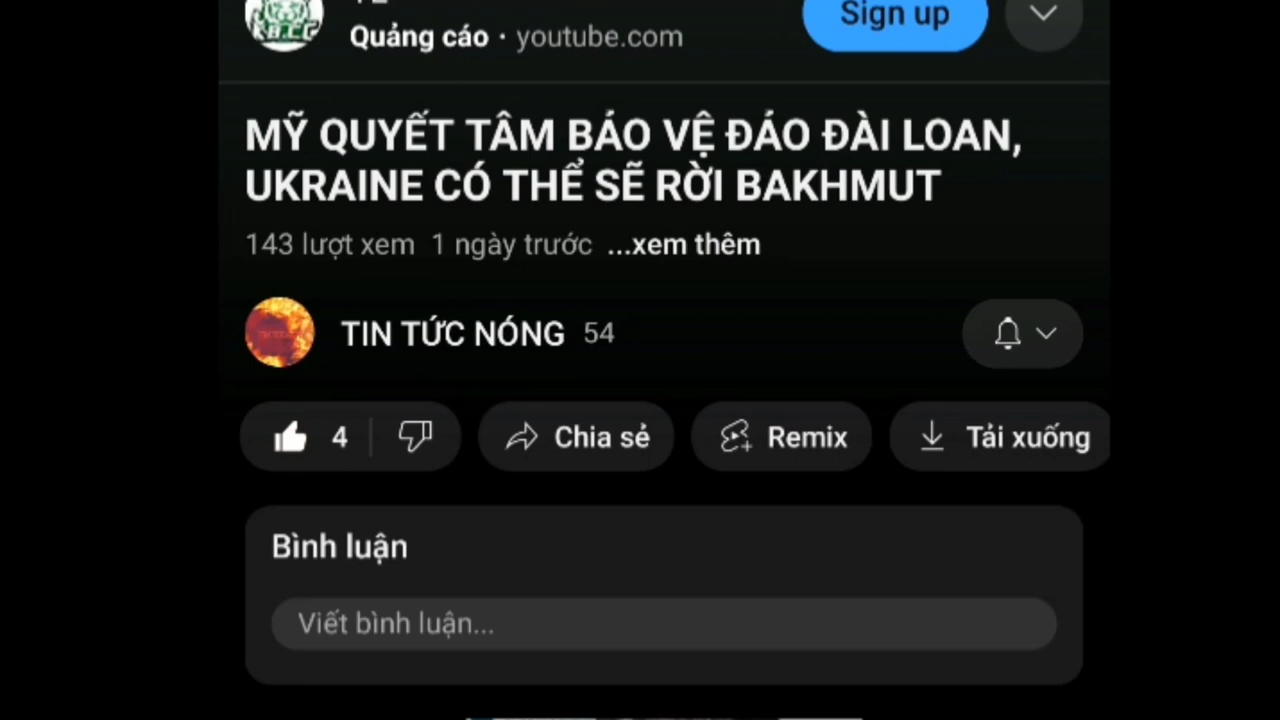 Sign up
Quảng cáo · youtube.com
MỸ QUYẾT TÂM BẢO VỆ ĐẢO ĐÀI LOAN,
UKRAINE CÓ THỂ SẼ RỜI BAKHMUT
143 lượt xem 1 ngày trước ...xem thêm
TIN TỨC NÓNG 54
4 Chia sẻ Remix Tải xuống
Bình luận
Viết bình luận...